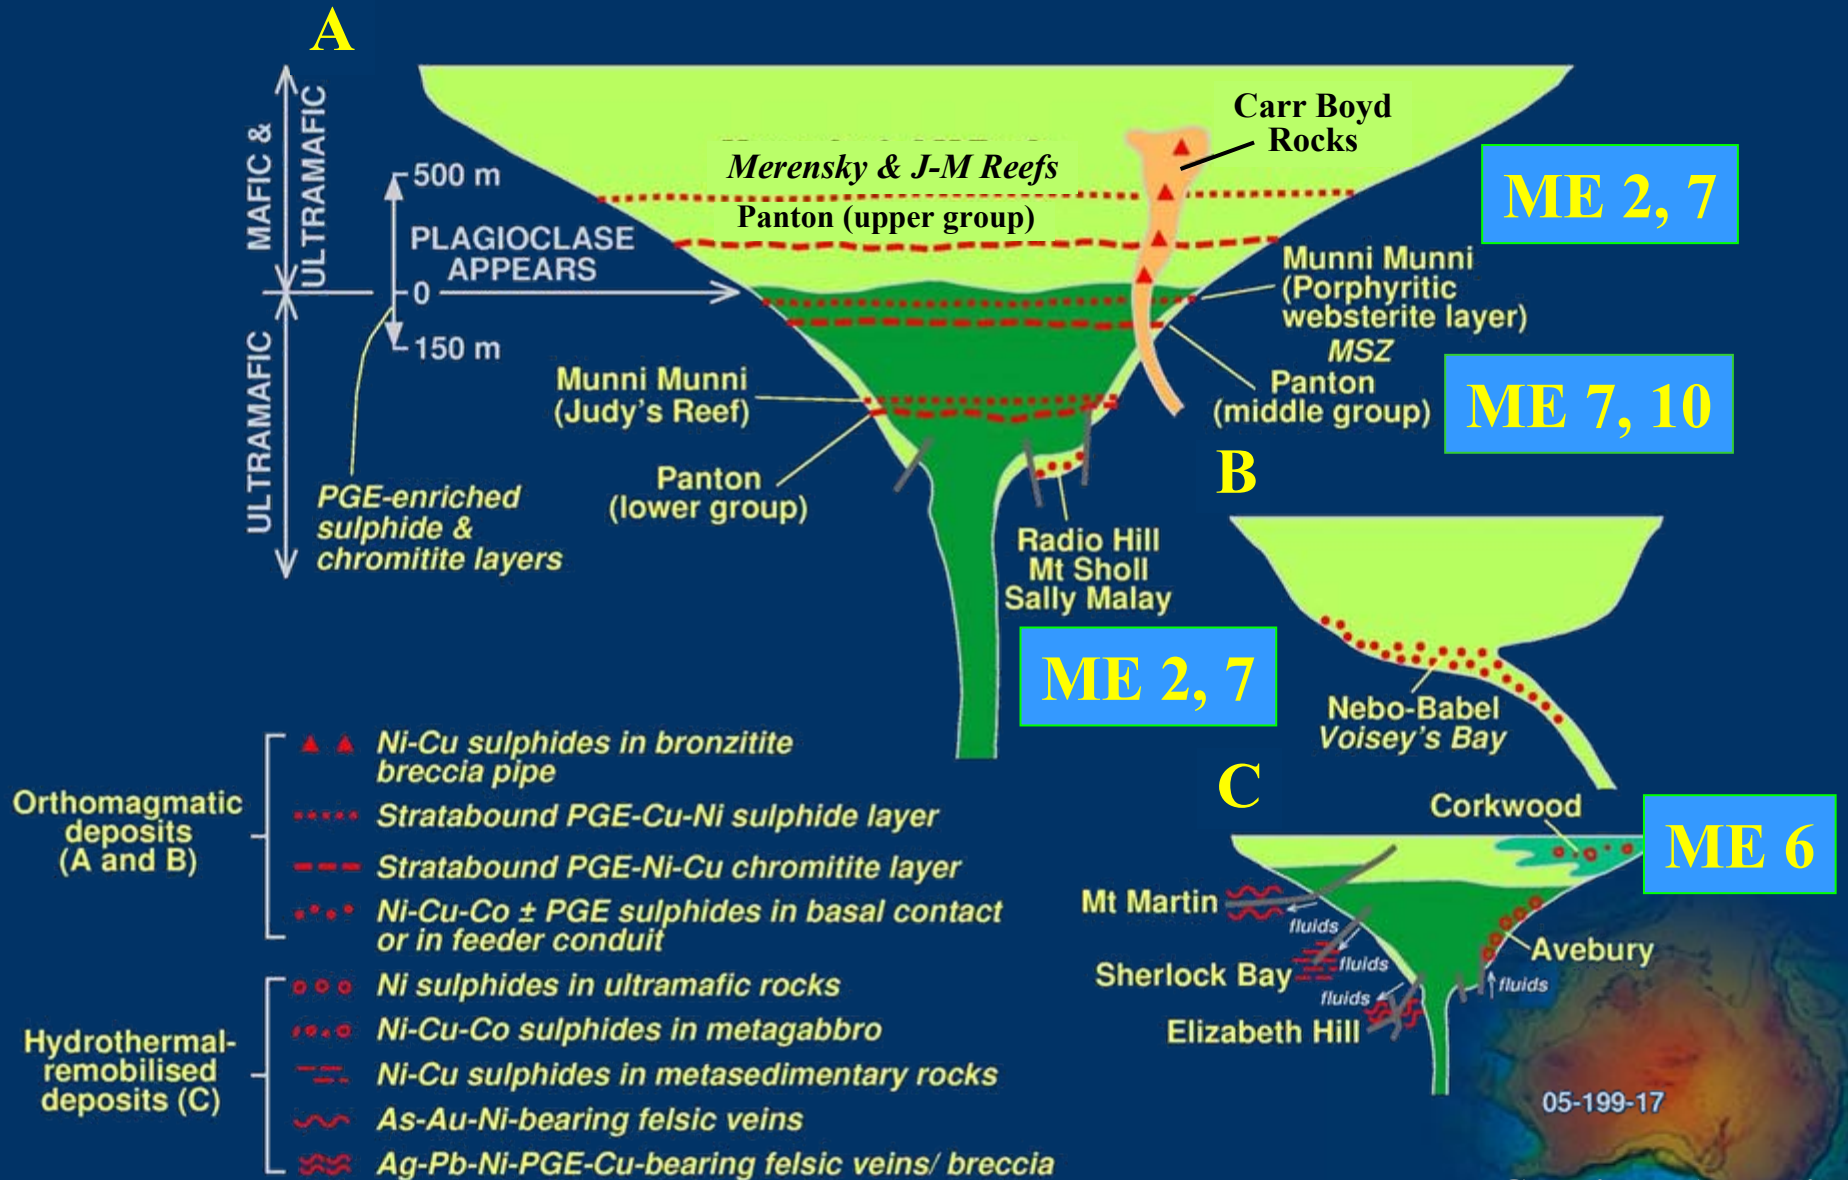 A
MAFIC &
ULTRAMAFIC
ULTRAMAFIC
500 m
PLAGIOCLASE
APPEARS
0
150 m
PGE-enriched
sulphide &
chromitite layers
Merensky & J-M Reefs
Panton (upper group)
Carr Boyd
Rocks
ME 2, 7
Munni Munni
(Porphyritic
websterite layer)
MSZ
Panton
(middle group)
ME 7, 10
Munni Munni
(Judy's Reef)
Panton
(lower group)
Radio Hill
Mt Sholl
Sally Malay
ME 2, 7
B
Nebo-Babel
Voisey's Bay
C
Corkwood
ME 6
Mt Martin
fluids
Sherlock Bay
fluids
fluids
Elizabeth Hill
Avebury
fluids
05-199-17
Orthomagmatic
deposits
(A and B)
Ni-Cu sulphides in bronzitite
breccia pipe
Stratabound PGE-Cu-Ni sulphide layer
Stratabound PGE-Ni-Cu chromitite layer
Ni-Cu-Co ± PGE sulphides in basal contact
or in feeder conduit
Hydrothermal-
remobilised
deposits (C)
Ni sulphides in ultramafic rocks
Ni-Cu-Co sulphides in metagabbro
Ni-Cu sulphides in metasedimentary rocks
As-Au-Ni-bearing felsic veins
Ag-Pb-Ni-PGE-Cu-bearing felsic veins/ breccia